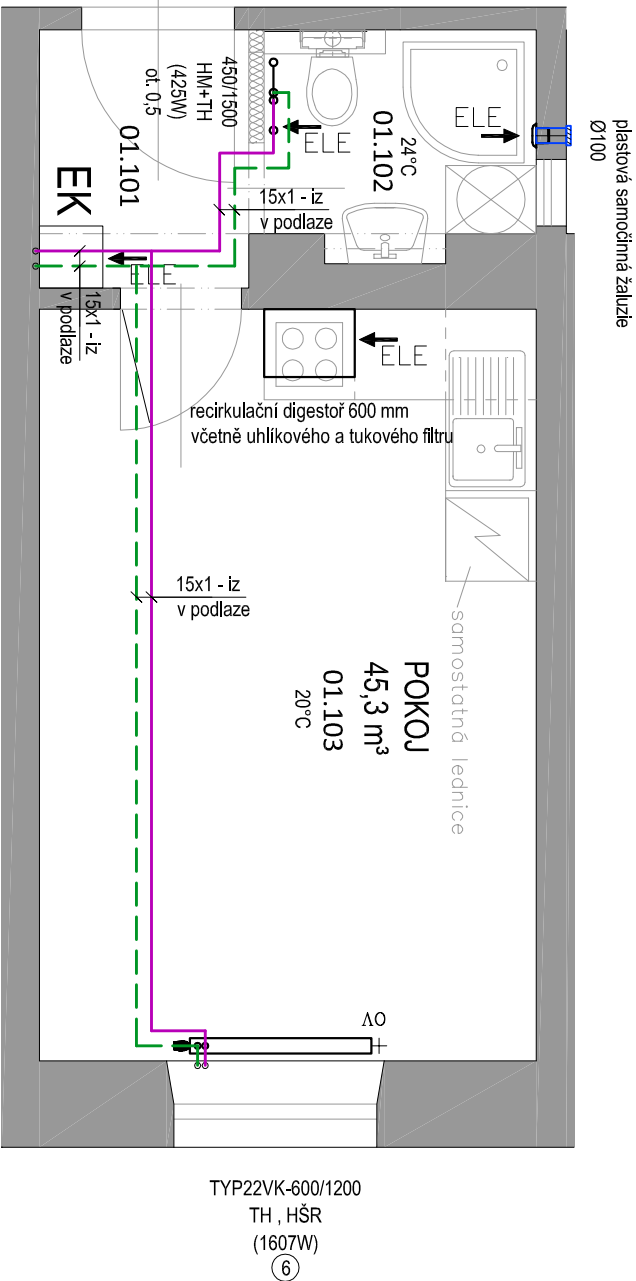 plastová samočinná žaluzie
Ø100
450/1500
HM+TH
(425W)
ot. 0,5
01.101
EK
24°C
01.102
ELE
ELE
15x1 - iz
v podlaze
ELE
15x1 - iz
v podlaze
ELE
recirkulační digestoř 600 mm
včetně uhlíkového a tukového filtru
15x1 - iz
v podlaze
samostatná lednice
POKOJ
45,3 m³
01.103
20°C
OV
TYP22VK-600/1200
TH , HŠR
(1607W)
6